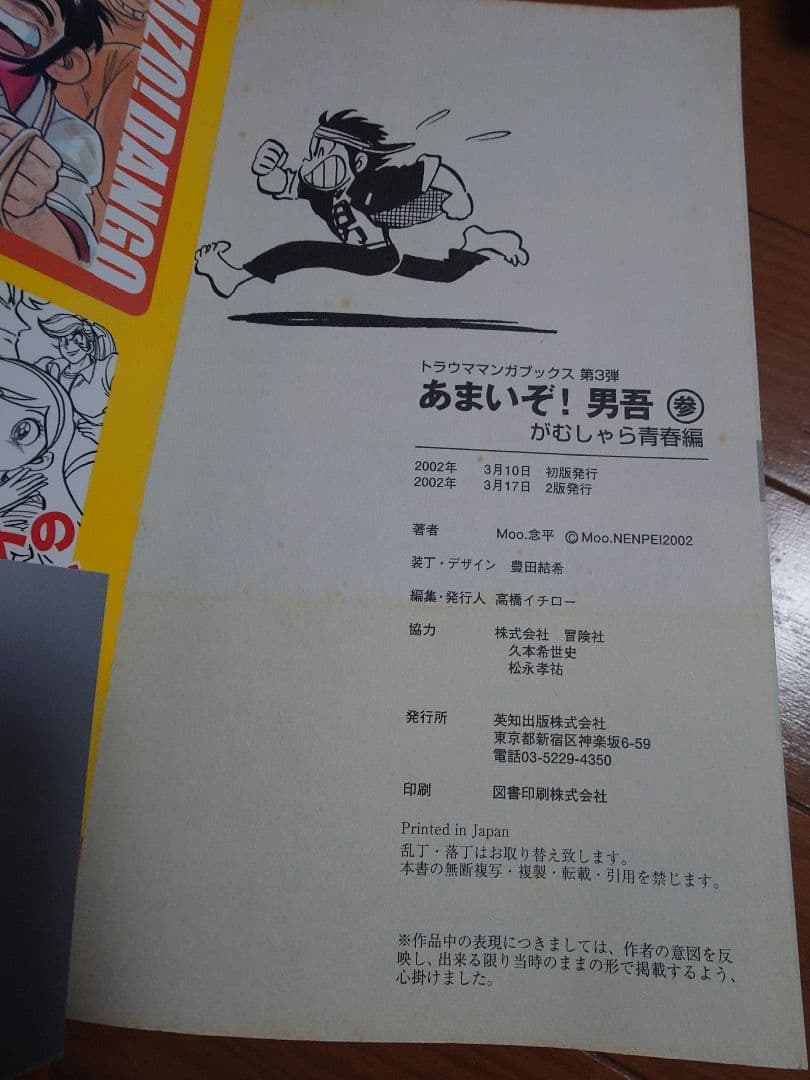 AIZO! DANGO
の
男
トラウママンガブックス 第3弾
あまいぞ! 男吾 参
がむしゃら青春編
2002年 3月10日 初版発行
2002年 3月17日 2版発行
著者 Moo.念平 ©Moo.NENPEI2002
装丁・デザイン 豊田結希
編集・発行人 高橋イチロー
協力 株式会社 冒険社
久本希世史
松永孝祐
発行所 英知出版株式会社
東京都新宿区神楽坂6-59
電話03-5229-4350
印刷 図書印刷株式会社
Printed in Japan
乱丁・落丁はお取り替え致します。
本書の無断複写・複製・転載・引用を禁じます。
※作品中の表現につきましては、作者の意図を反
映し、出来る限り当時のままの形で掲載するよう、
心掛けました。